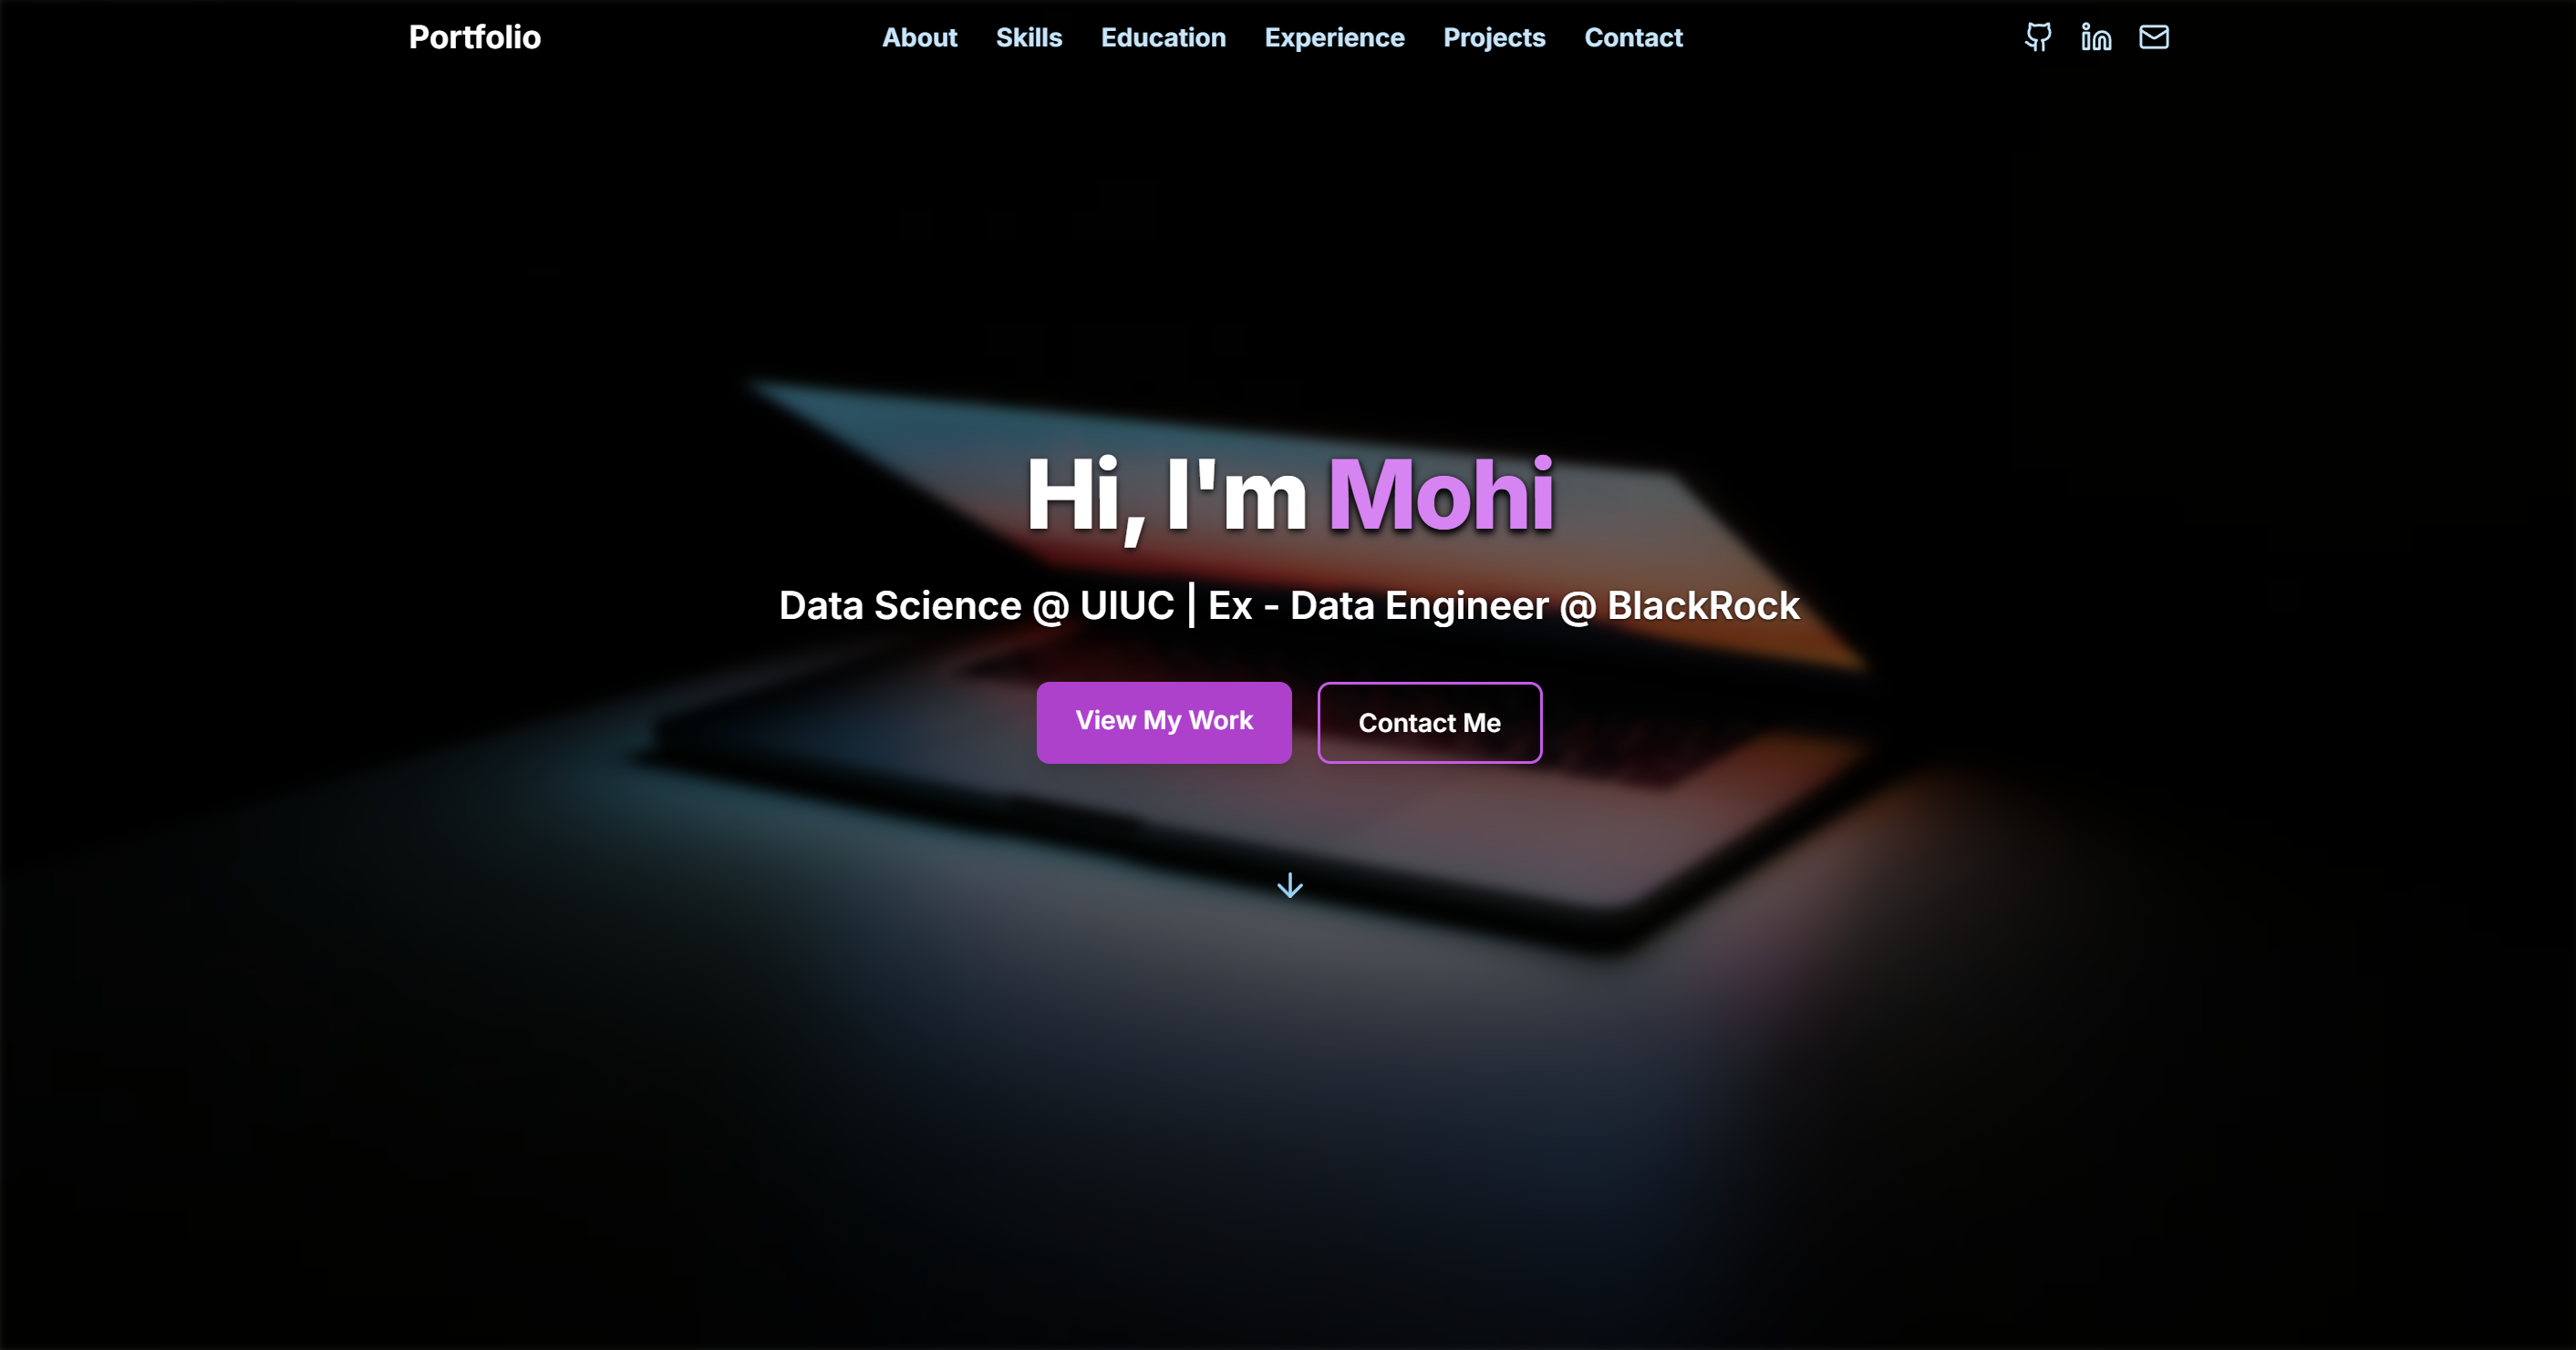 Portfolio About Skills Education Experience Projects Contact
Hi, I'm Mohi
Data Science @ UIUC | Ex - Data Engineer @ BlackRock
View My Work Contact Me